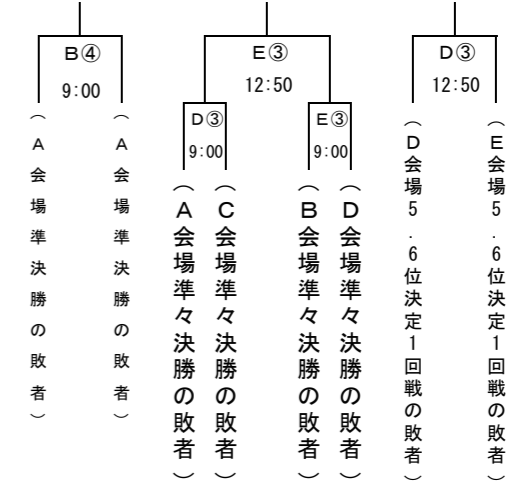 B④
9:00
(A会場準決勝の敗者)
(A会場準決勝の敗者)
E③
12:50
D③
9:00
E③
9:00
(A会場準々決勝の敗者)
(C会場準々決勝の敗者)
(B会場準々決勝の敗者)
(D会場準々決勝の敗者)
D③
12:50
(D会場5.6位決定1回戦の敗者)
(E会場5.6位決定1回戦の敗者)